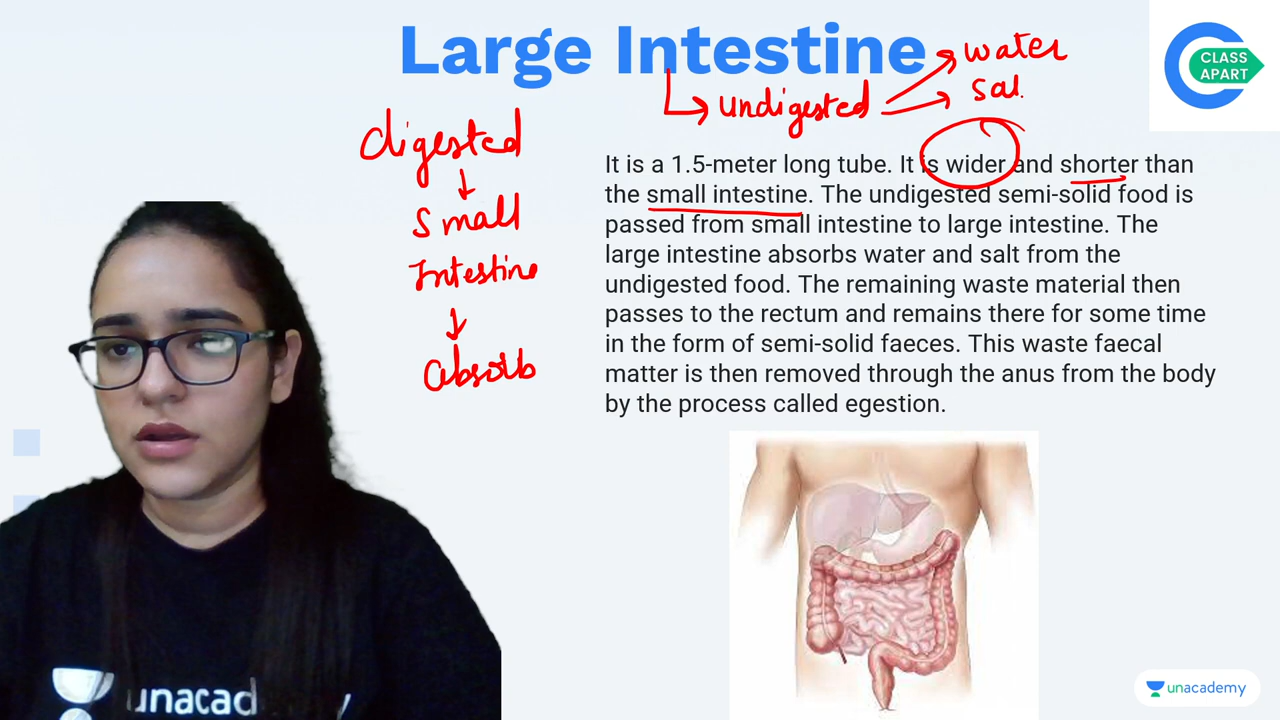 Large Intestine
water
Sal
undigested
CLASS
APART
digested
Small
Intestine
absorb
It is a 1.5-meter long tube. It is wider and shorter than
the small intestine. The undigested semi-solid food is
passed from small intestine to large intestine. The
large intestine absorbs water and salt from the
undigested food. The remaining waste material then
passes to the rectum and remains there for some time
in the form of semi-solid faeces. This waste faecal
matter is then removed through the anus from the body
by the process called egestion.
unacad
unacademy